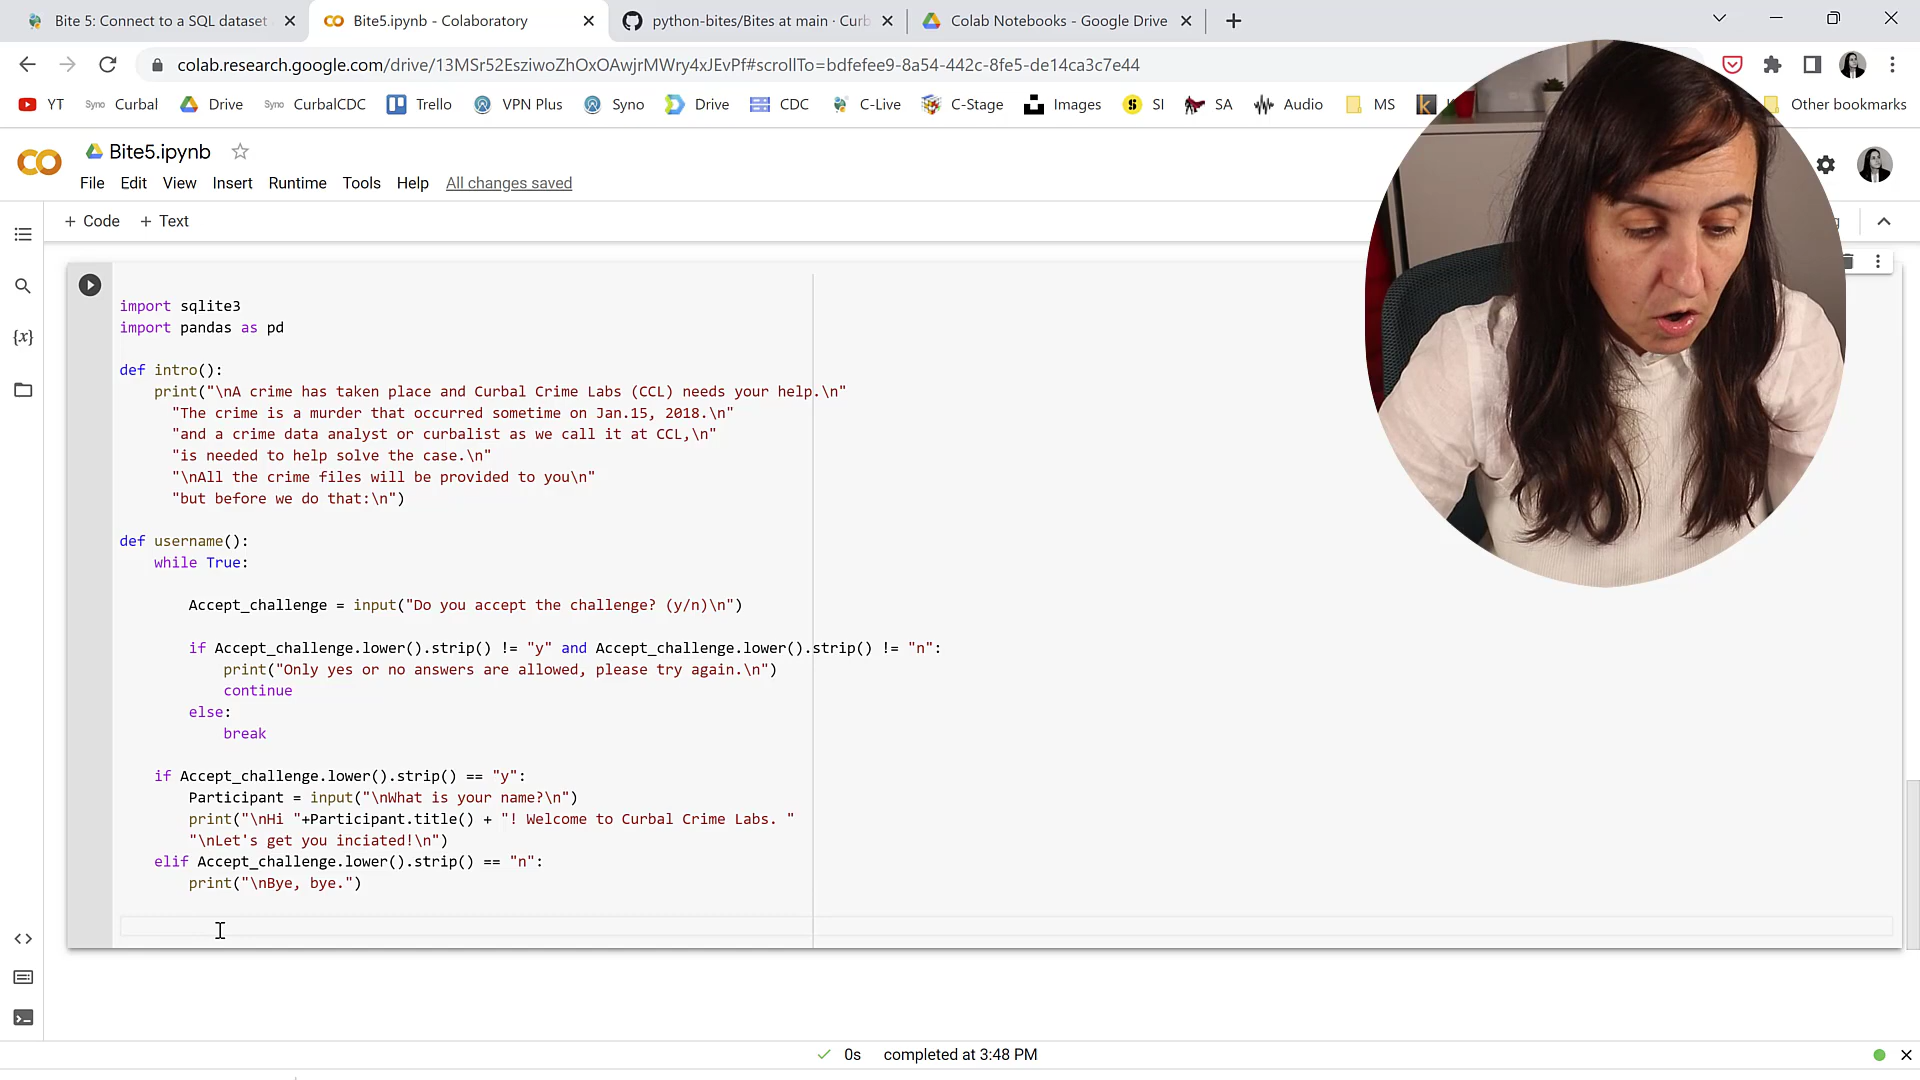 Bite 5: Connect to a SQL dataset
Bite5.ipynb - Colaboratory
python-bites/Bites at main · Curb
Colab Notebooks - Google Drive
colab.research.google.com/drive/13MSr52EsziwoZhOxOAwjrMWry4xJEvPf#scrollTo=bdfefee9-8a54-442c-8fe5-de14ca3c7e44
YT
Syno Curbal
Drive
Syno CurbalCDC
Trello
VPN Plus
Syno
Drive
CDC
C-Live
C-Stage
Images
SI
SA
Audio
MS
Other bookmarks
Bite5.ipynb
File Edit View Insert Runtime Tools Help All changes saved
+ Code + Text
import sqlite3
import pandas as pd
def intro():
print("\nA crime has taken place and Curbal Crime Labs (CCL) needs your help.\n"
"The crime is a murder that occurred sometime on Jan.15, 2018.\n"
"and a crime data analyst or curbalist as we call it at CCL,\n"
"is needed to help solve the case.\n"
"\nAll the crime files will be provided to you\n"
"but before we do that:\n")
def username():
while True:
Accept_challenge = input("Do you accept the challenge? (y/n)\n")
if Accept_challenge.lower().strip() != "y" and Accept_challenge.lower().strip() != "n":
print("Only yes or no answers are allowed, please try again.\n")
continue
else:
break
if Accept_challenge.lower().strip() == "y":
Participant = input("\nWhat is your name?\n")
print("\nHi "+Participant.title() + "! Welcome to Curbal Crime Labs. "
"\nLet's get you inciated!\n")
elif Accept_challenge.lower().strip() == "n":
print("\nBye, bye.")
0s completed at 3:48 PM